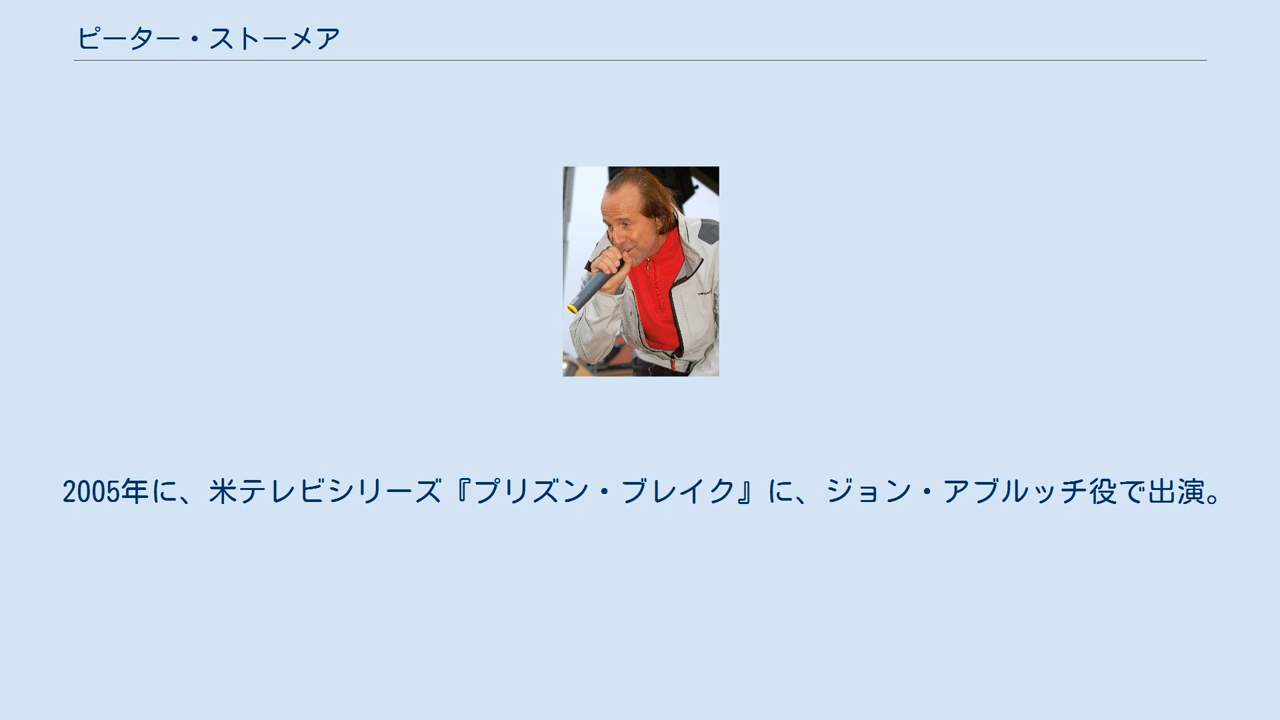 ピーター・ストーメア
2005年に、米テレビシリーズ『プリズン・ブレイク』に、ジョン・アブルッチ役で出演。